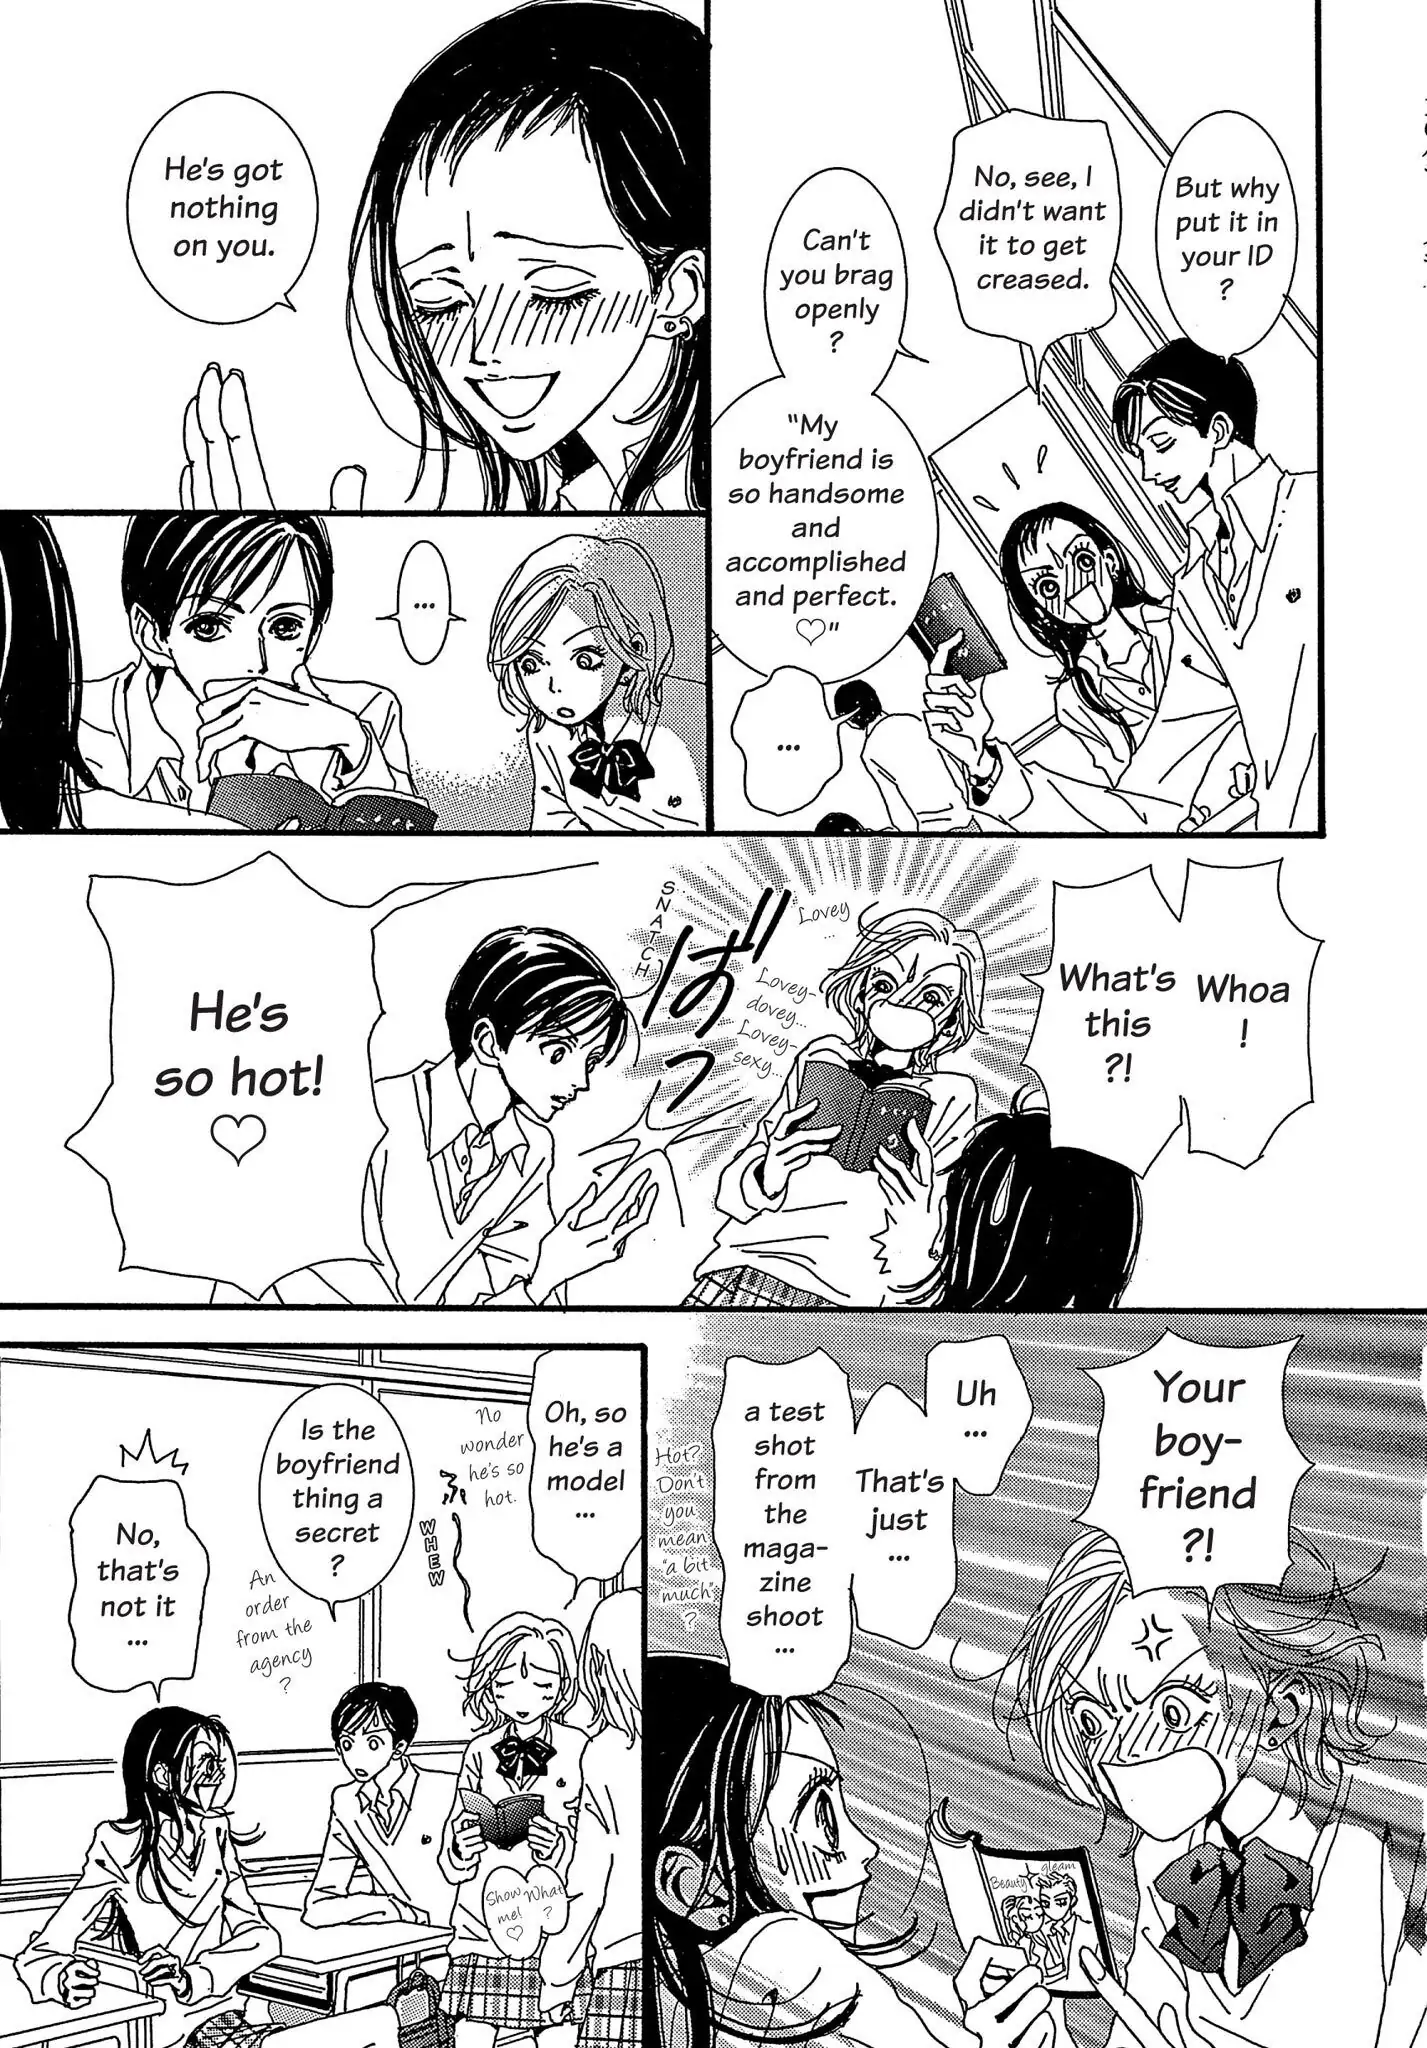 But why
put it in
your ID
?
No, see, I
didn't want
it to get
creased.
Can't
you brag
openly
?
"My
boyfriend is
so handsome
and
accomplished
and perfect.
♡"
...
He's got
nothing
on you.
...
Whoa
!
What's
this
?!
Lovey
...
Lovey-
dovey...
Lovey-
sexy...
SNATCH
ばっ
He's
so hot!
♡
Your
boy-
friend
?!
Uh
...
That's
just
...
a test
shot
from
the
maga-
zine
shoot
...
Hot?
Don't
you
mean
"a bit
much"
?
Beauty
gleam
Oh, so
he's a
model
...
No
wonder
he's so
hot.
WHEW
Is the
boyfriend
thing a
secret
?
An
order
from the
agency
?
No,
that's
not it
...
What
?
Show
me!
♡